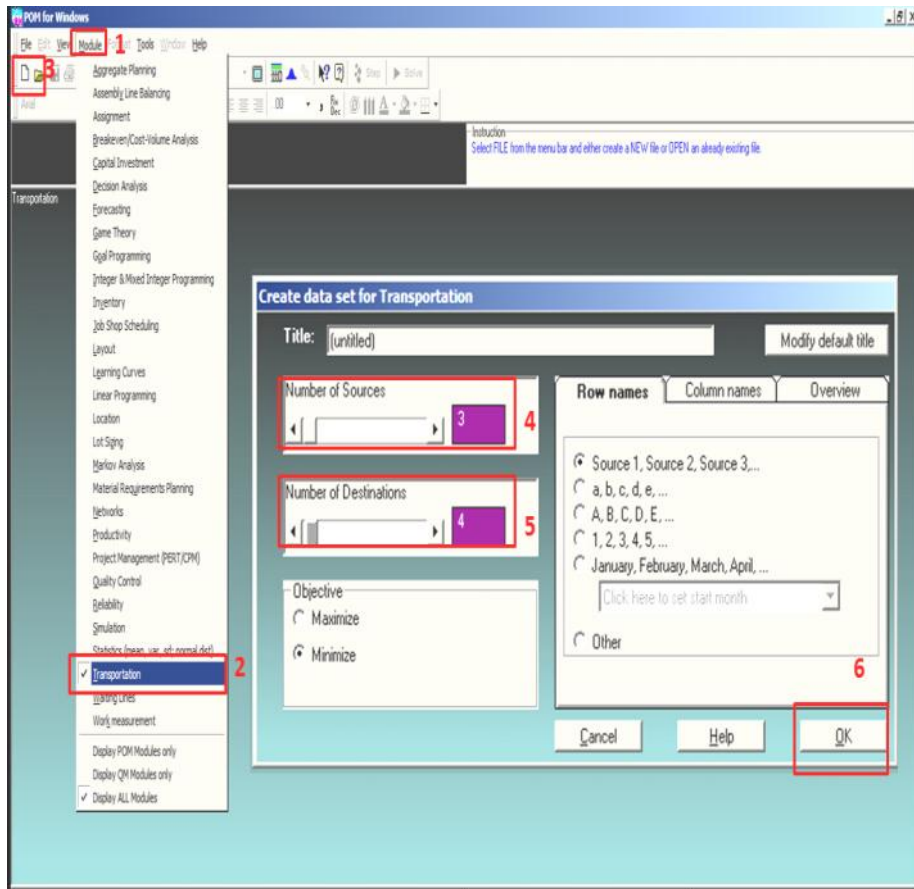 POM for Windows
File Edit View Module Format Tools Window Help
1
3
Step Solve
Arial
00
Instruction
Select FILE from the menu bar and either create a NEW file or OPEN an already existing file.
Transportation
Aggregate Planning
Assembly Line Balancing
Assignment
Breakeven/Cost-Volume Analysis
Capital Investment
Decision Analysis
Forecasting
Game Theory
Goal Programming
Integer & Mixed Integer Programming
Inventory
Job Shop Scheduling
Layout
Learning Curves
Linear Programming
Location
Lot Sizing
Markov Analysis
Material Requirements Planning
Networks
Productivity
Project Management (PERT/CPM)
Quality Control
Reliability
Simulation
Statistics (mean, var, sd; normal dist)
Transportation
2
Waiting Lines
Work measurement
Display POM Modules only
Display QM Modules only
Display ALL Modules
Create data set for Transportation
Title: (untitled)
Modify default title
Number of Sources
3
4
Number of Destinations
4
5
Objective
Maximize
Minimize
Row names Column names Overview
Source 1, Source 2, Source 3,...
a, b, c, d, e, ...
A, B, C, D, E, ...
1, 2, 3, 4, 5, ...
January, February, March, April, ...
Click here to set start month
Other
6
Cancel Help OK